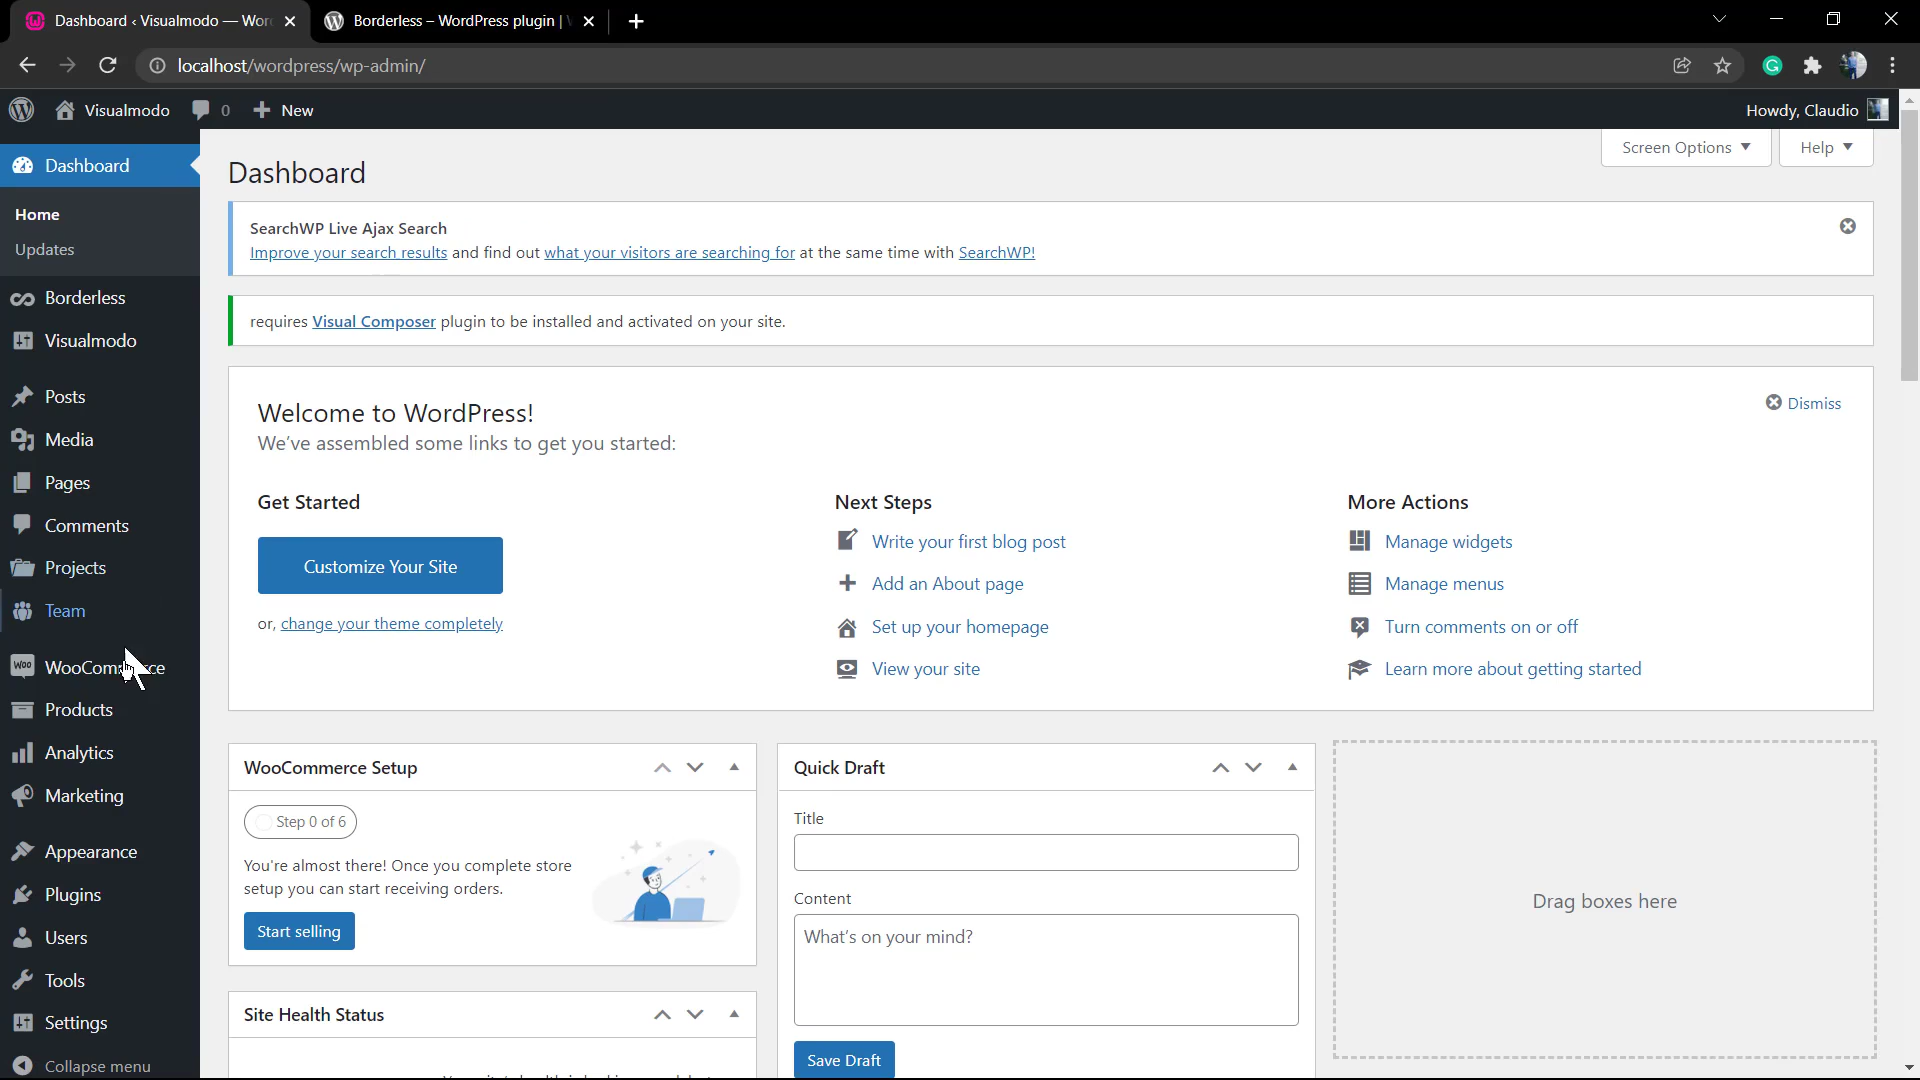 Dashboard ‹ Visualmodo — Wor
Borderless – WordPress plugin |
localhost/wordpress/wp-admin/
Visualmodo
0
New
Howdy, Claudio
Dashboard
Home
Updates
Borderless
Visualmodo
Posts
Media
Pages
Comments
Projects
Team
WooCommerce
Products
Analytics
Marketing
Appearance
Plugins
Users
Tools
Settings
Collapse menu
Screen Options
Help
Dashboard
SearchWP Live Ajax Search
Improve your search results and find out what your visitors are searching for at the same time with SearchWP!
requires Visual Composer plugin to be installed and activated on your site.
Welcome to WordPress!
Dismiss
We've assembled some links to get you started:
Get Started
Customize Your Site
or, change your theme completely
Next Steps
Write your first blog post
Add an About page
Set up your homepage
View your site
More Actions
Manage widgets
Manage menus
Turn comments on or off
Learn more about getting started
WooCommerce Setup
Step 0 of 6
You're almost there! Once you complete store
setup you can start receiving orders.
Start selling
Site Health Status
Quick Draft
Title
Content
What's on your mind?
Save Draft
Drag boxes here